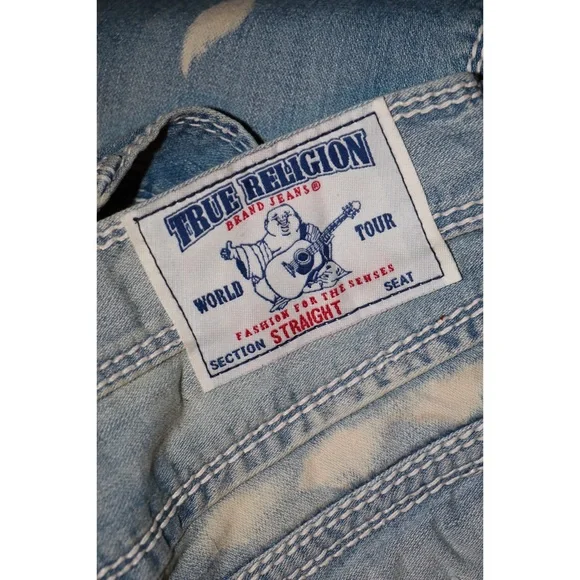 TRUE RELIGION
BRAND JEANS®
WORLD TOUR
FASHION FOR THE SENSES
SECTION STRAIGHT SEAT